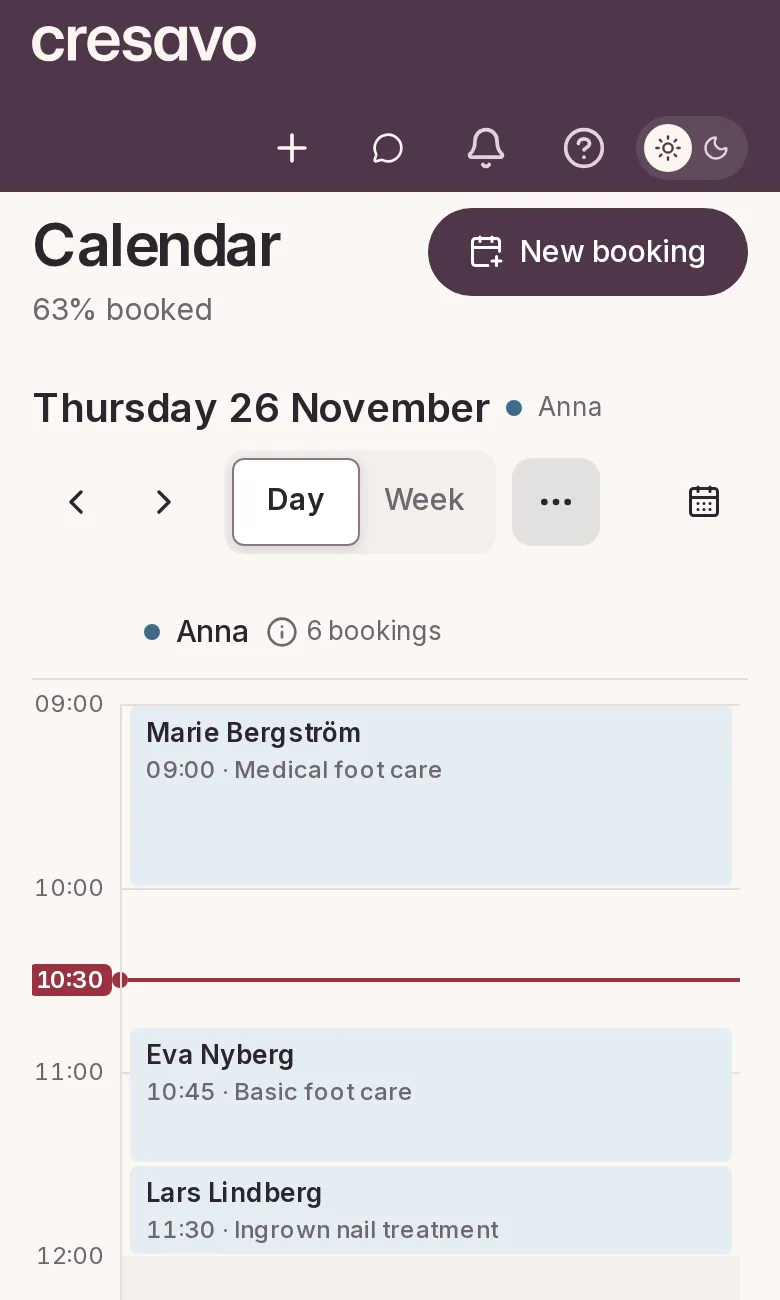 cresavo
Calendar
New booking
63% booked
Thursday 26 November
Anna
Day
Week
Anna
6 bookings
09:00
Marie Bergström
09:00 · Medical foot care
10:00
10:30
Eva Nyberg
11:00
10:45 · Basic foot care
Lars Lindberg
11:30 · Ingrown nail treatment
12:00